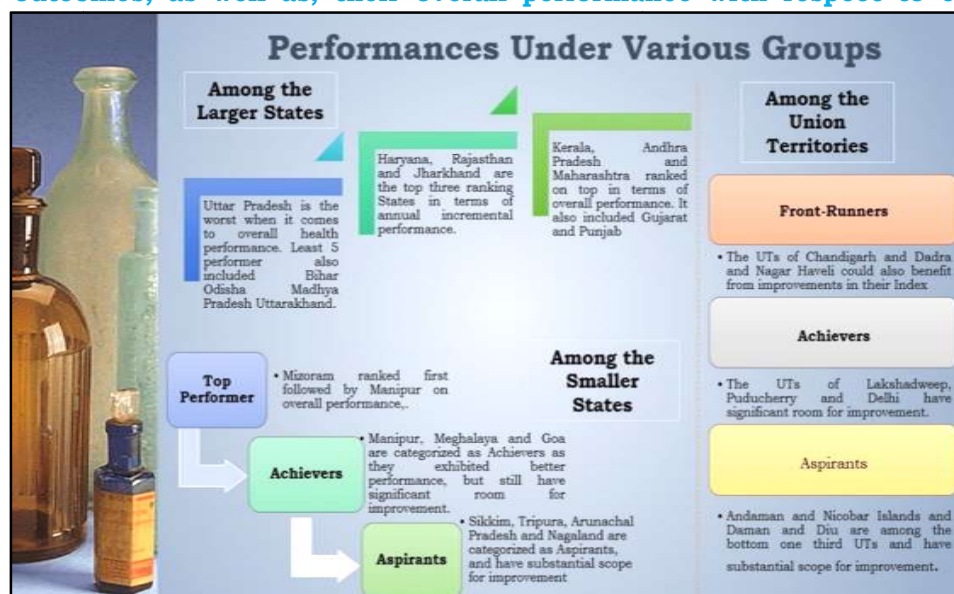 outcomes, as well as, their overall performance with respect to
Performances Under Various Groups
Among the
Larger States
Uttar Pradesh is the
worst when it comes
to overall health
performance. Least 5
performer also
included Bihar
Odisha Madhya
Pradesh Uttarakhand.
Haryana, Rajasthan
and Jharkhand are
the top three ranking
States in terms of
annual incremental
performance.
Kerala, Andhra
Pradesh and
Maharashtra ranked
on top in terms of
overall performance. It
also included Gujarat
and Punjab
Among the
Smaller
States
Top
Performer
• Mizoram ranked first
followed by Manipur on
overall performance,.
Achievers
• Manipur, Meghalaya and Goa
are categorized as Achievers as
they exhibited better
performance, but still have
significant room for
improvement.
Aspirants
• Sikkim, Tripura, Arunachal
Pradesh and Nagaland are
categorized as Aspirants,
and have substantial scope
for improvement
Among the
Union
Territories
Front-Runners
• The UTs of Chandigarh and Dadra
and Nagar Haveli could also benefit
from improvements in their Index
Achievers
• The UTs of Lakshadweep,
Puducherry and Delhi have
significant room for improvement.
Aspirants
• Andaman and Nicobar Islands and
Daman and Diu are among the
bottom one third UTs and have
substantial scope for improvement.